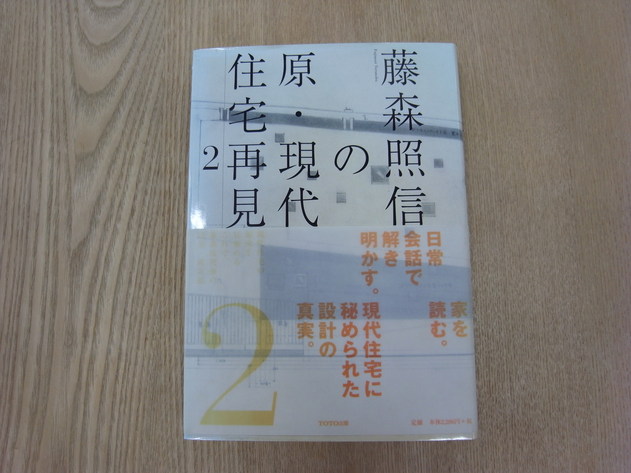 藤森照信
の
原・現代
住宅再見
2
家を
読む。
日常
会話で
解き
明かす。
現代住宅に
秘められた
設計の
真実。
2
TOTO出版